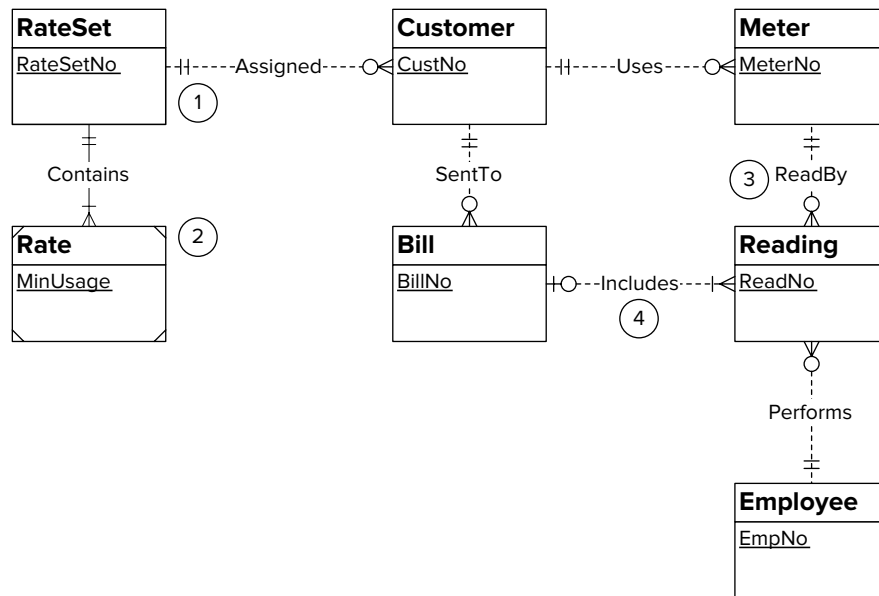 RateSet
RateSetNo
Assigned
Customer
CustNo
Uses
Meter
MeterNo
1
Contains
SentTo
3
ReadBy
2
Rate
MinUsage
Bill
BillNo
Includes
4
Reading
ReadNo
Performs
Employee
EmpNo